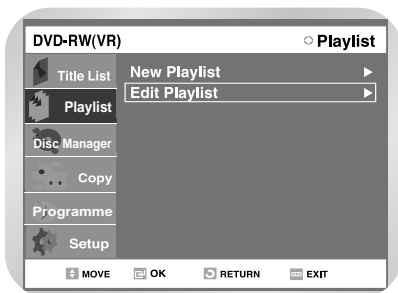 DVD-RW(VR) Playlist
Title List
New Playlist
Edit Playlist
Playlist
Disc Manager
Copy
Programme
Setup
MOVE OK RETURN EXIT